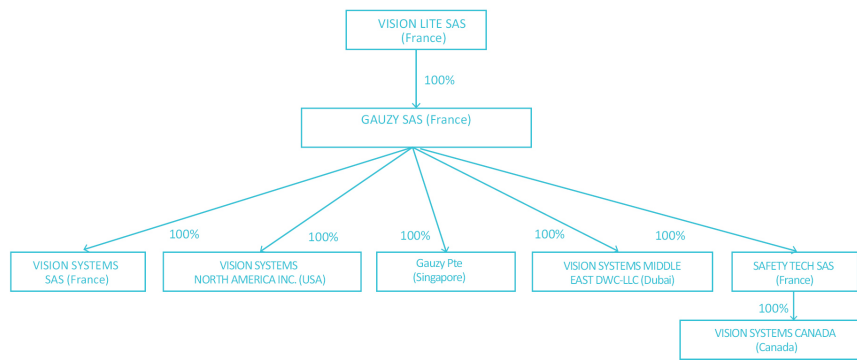 VISION LITE SAS
(France)
100%
GAUZY SAS (France)
100%
100%
100%
100%
100%
VISION SYSTEMS
SAS (France)
VISION SYSTEMS
NORTH AMERICA INC. (USA)
Gauzy Pte
(Singapore)
VISION SYSTEMS MIDDLE
EAST DWC-LLC (Dubai)
SAFETY TECH SAS
(France)
100%
VISION SYSTEMS CANADA
(Canada)